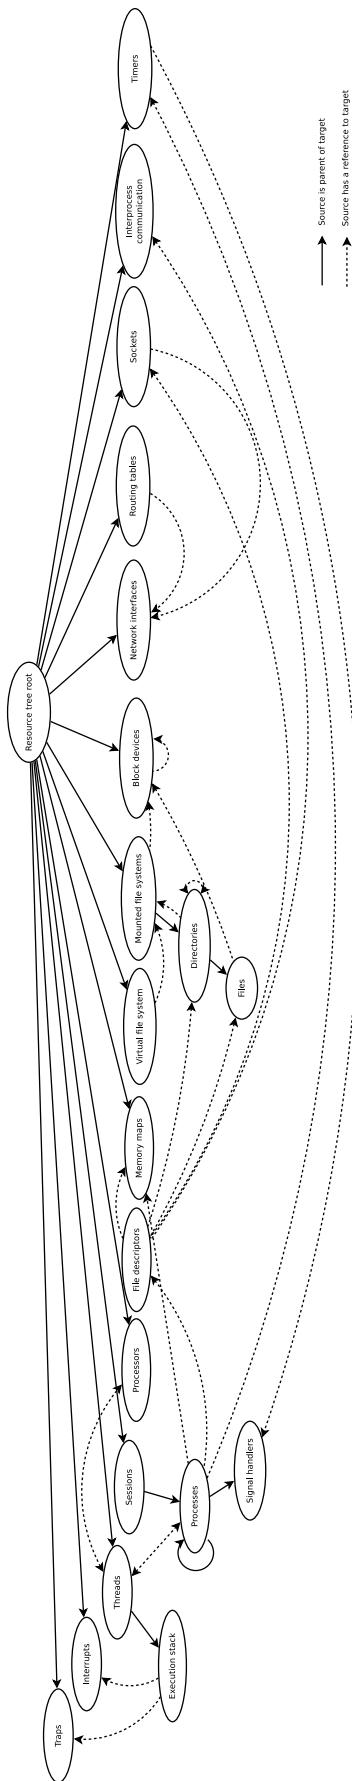 Timers
Interprocess
communication
Sockets
Routing tables
Network interfaces
Resource tree root
Block devices
Mounted file systems
Directories
Files
Virtual file system
Memory maps
File descriptors
Processors
Sessions
Processes
Signal handlers
Threads
Execution stack
Interrupts
Traps
Source is parent of target
Source has a reference to target